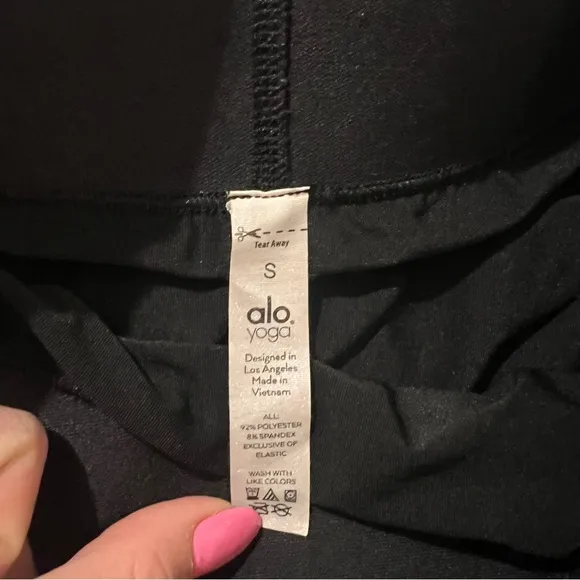 Tear Away
S
alo
yoga
Designed in
Los Angeles
Made in
Vietnam
ALL:
92% POLYESTER
8% SPANDEX
EXCLUSIVE OF
ELASTIC
WASH WITH
LIKE COLORS